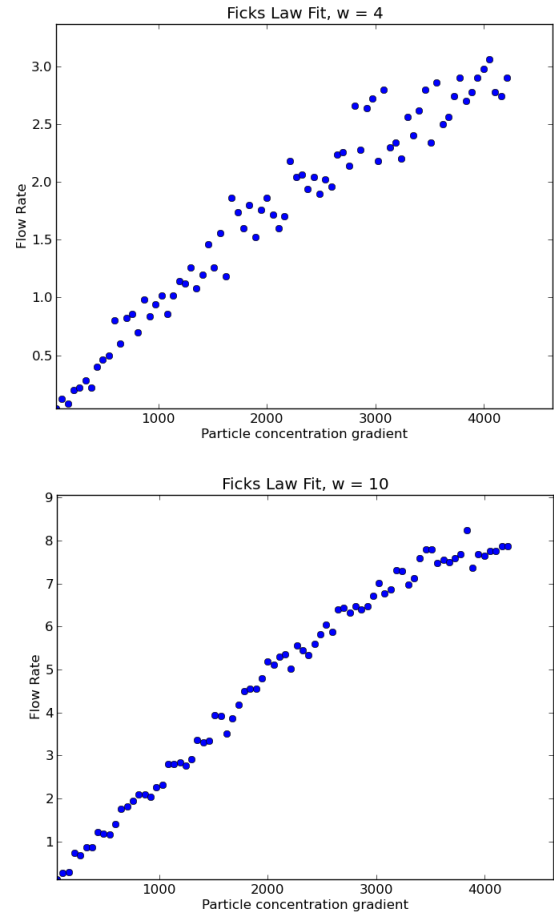 Ficks Law Fit, w = 4
3.0
2.5
2.0
1.5
1.0
0.5
Flow Rate
1000 2000 3000 4000
Particle concentration gradient
Ficks Law Fit, w = 10
9
8
7
6
5
4
3
2
1
Flow Rate
1000 2000 3000 4000
Particle concentration gradient